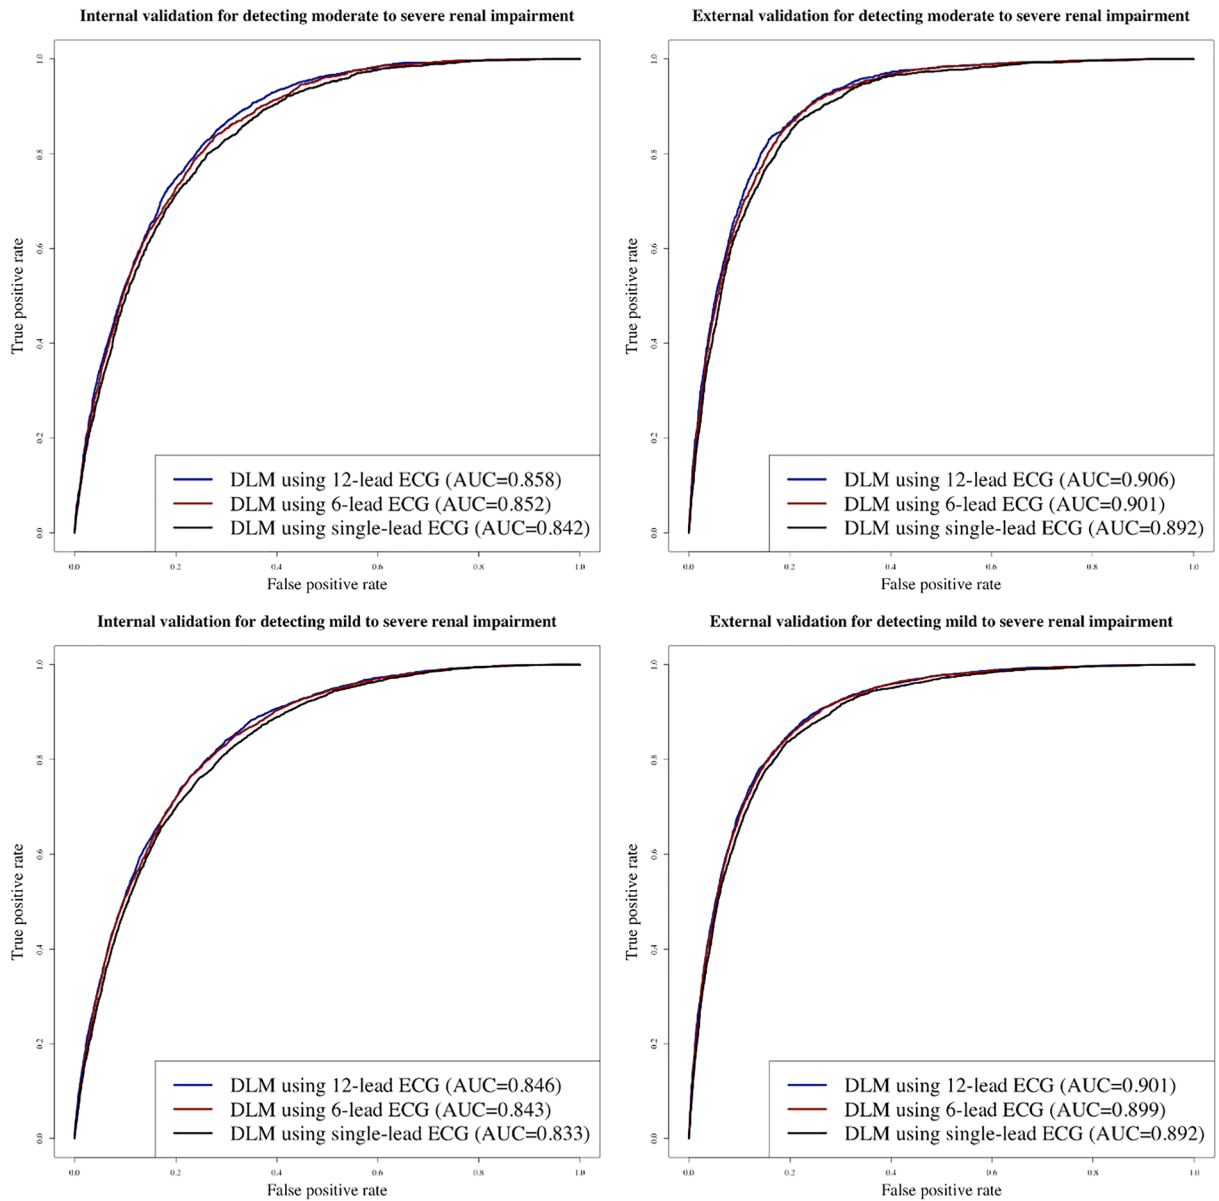 Internal validation for detecting moderate to severe renal impairment
True positive rate
1.0
0.8
0.6
0.4
0.2
0.0
DLM using 12-lead ECG (AUC=0.858)
DLM using 6-lead ECG (AUC=0.852)
DLM using single-lead ECG (AUC=0.842)
0.0 0.2 0.4 0.6 0.8 1.0
False positive rate
External validation for detecting moderate to severe renal impairment
True positive rate
1.0
0.8
0.6
0.4
0.2
0.0
DLM using 12-lead ECG (AUC=0.906)
DLM using 6-lead ECG (AUC=0.901)
DLM using single-lead ECG (AUC=0.892)
0.0 0.2 0.4 0.6 0.8 1.0
False positive rate
Internal validation for detecting mild to severe renal impairment
True positive rate
1.0
0.8
0.6
0.4
0.2
0.0
DLM using 12-lead ECG (AUC=0.846)
DLM using 6-lead ECG (AUC=0.843)
DLM using single-lead ECG (AUC=0.833)
0.0 0.2 0.4 0.6 0.8 1.0
False positive rate
External validation for detecting mild to severe renal impairment
True positive rate
1.0
0.8
0.6
0.4
0.2
0.0
DLM using 12-lead ECG (AUC=0.901)
DLM using 6-lead ECG (AUC=0.899)
DLM using single-lead ECG (AUC=0.892)
0.0 0.2 0.4 0.6 0.8 1.0
False positive rate